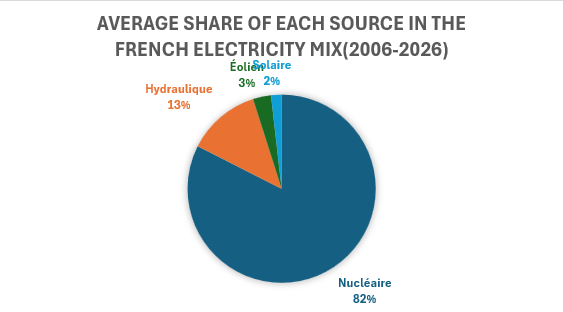 AVERAGE SHARE OF EACH SOURCE IN THE
FRENCH ELECTRICITY MIX(2006-2026)
Éolien
3%
Solaire
2%
Hydraulique
13%
Nucléaire
82%